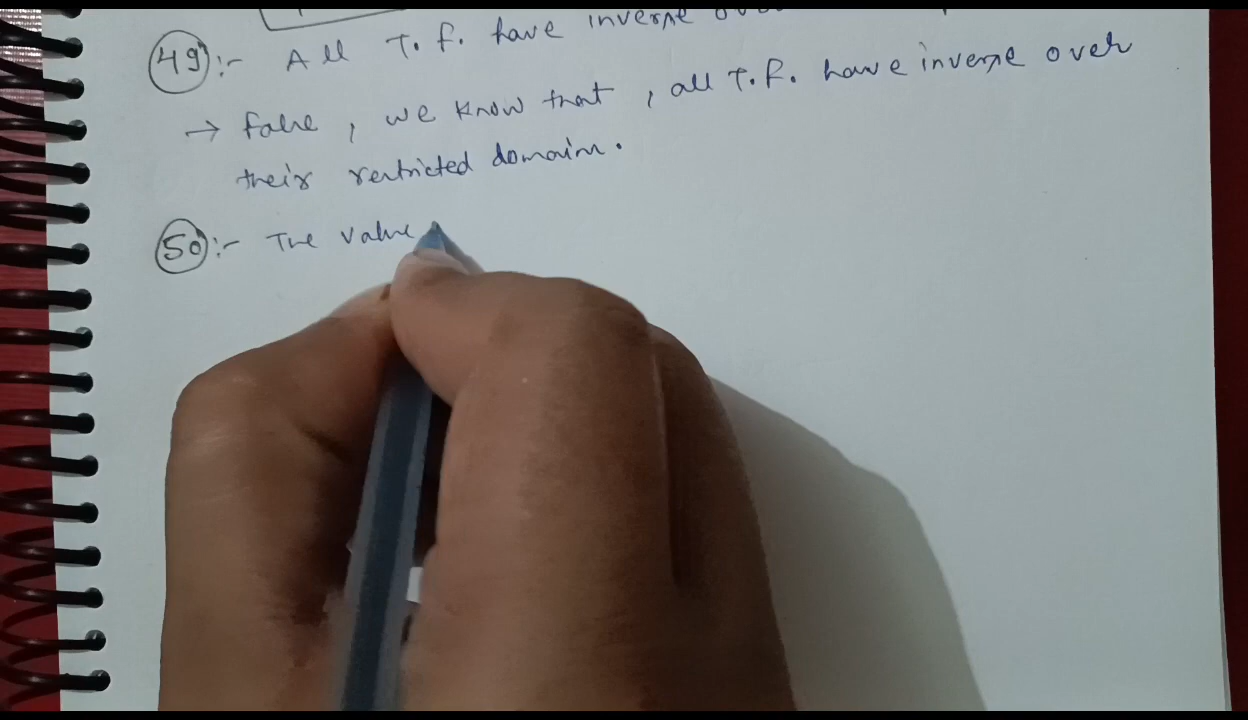 49:- All T.f. have inverse
→ false, we know that, all T.F. have inverse over
their restricted domain.
50:- The value